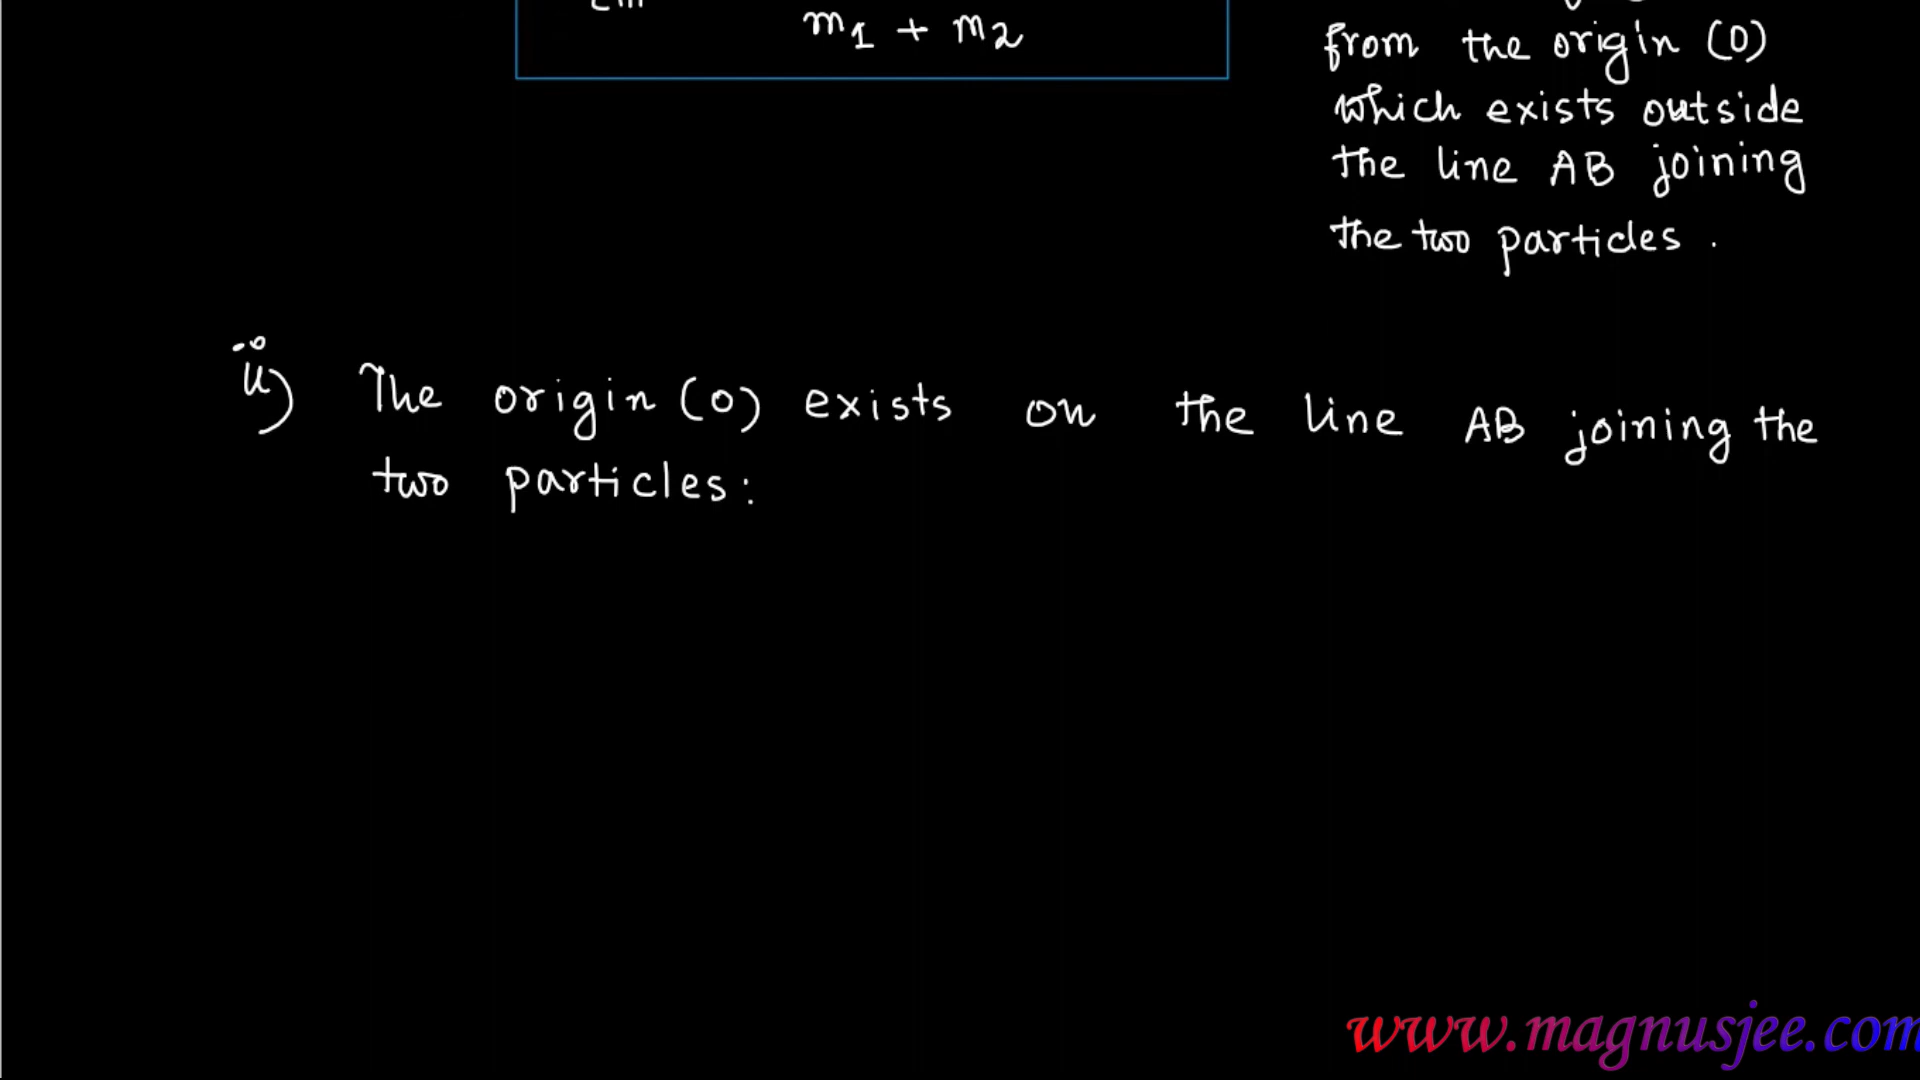 m1 + m2
from the origin (O)
which exists outside
the line AB joining
the two particles.
ii) The origin (O) exists on the line AB joining the
two particles:
www.magnusjee.com